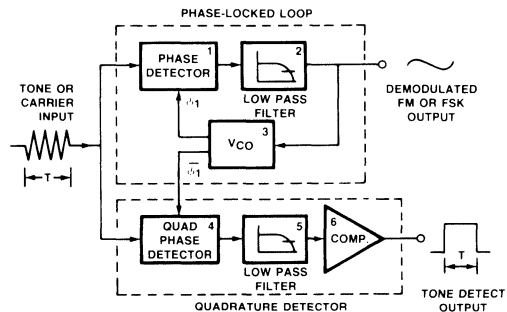 PHASE-LOCKED LOOP
1
PHASE
DETECTOR
2
LOW PASS
FILTER
TONE OR
CARRIER
INPUT
T
DEMODULATED
FM OR FSK
OUTPUT
ϕ1
3
VCO
ϕ1
QUAD
PHASE 4
DETECTOR
5
LOW PASS
FILTER
6
COMP.
T
TONE DETECT
OUTPUT
QUADRATURE DETECTOR